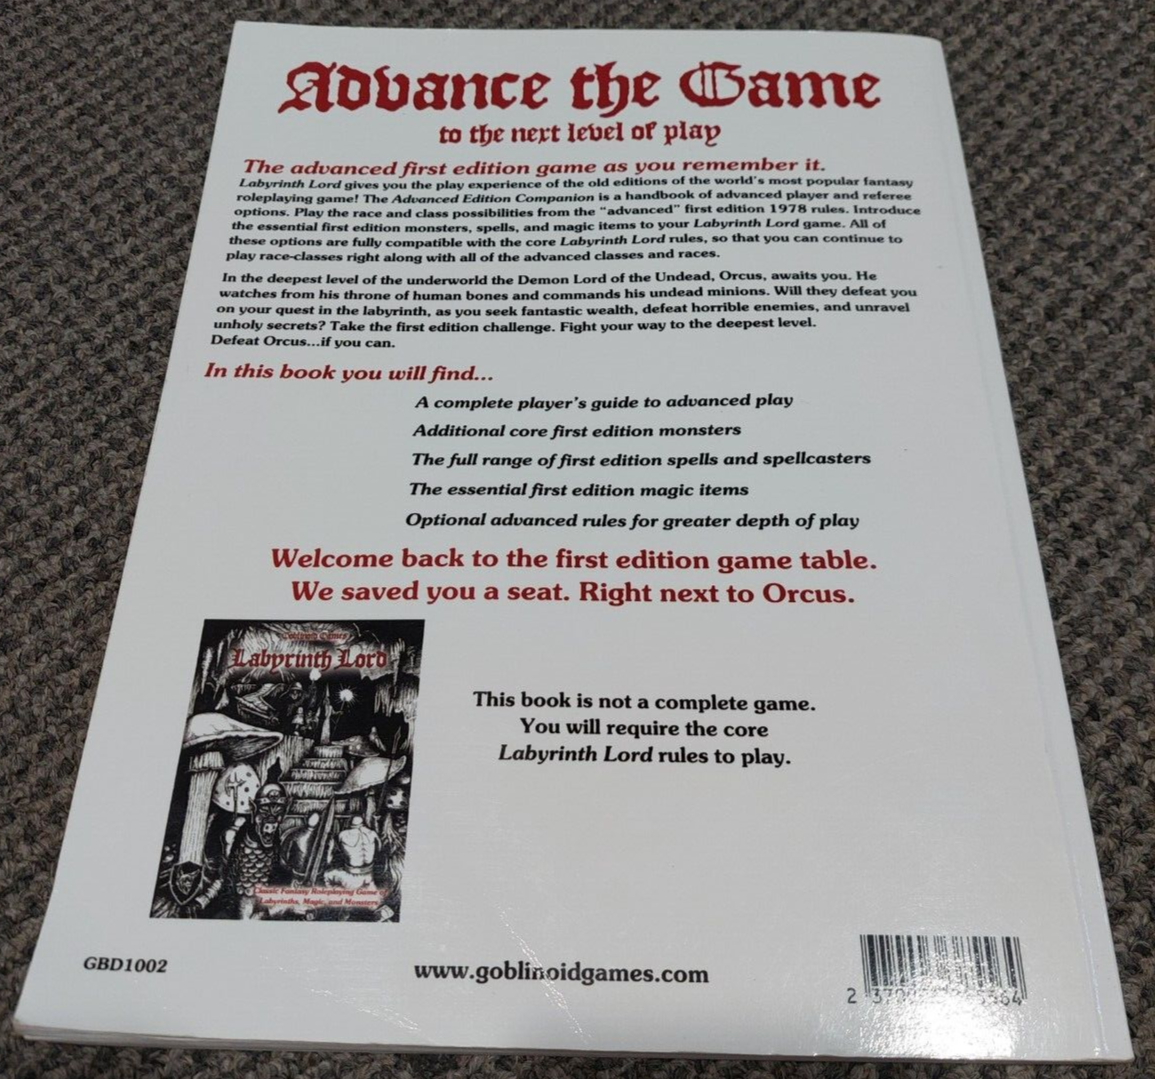 Advance the Game
to the next level of play
The advanced first edition game as you remember it.
Labyrinth Lord gives you the play experience of the old editions of the world's most popular fantasy
roleplaying game! The Advanced Edition Companion is a handbook of advanced player and referee
options. Play the race and class possibilities from the "advanced" first edition 1978 rules. Introduce
the essential first edition monsters, spells, and magic items to your Labyrinth Lord game. All of
these options are fully compatible with the core Labyrinth Lord rules, so that you can continue to
play race-classes right along with all of the advanced classes and races.
In the deepest level of the underworld the Demon Lord of the Undead, Orcus, awaits you. He
watches from his throne of human bones and commands his undead minions. Will they defeat you
on your quest in the labyrinth, as you seek fantastic wealth, defeat horrible enemies, and unravel
unholy secrets? Take the first edition challenge. Fight your way to the deepest level.
Defeat Orcus...if you can.
In this book you will find...
A complete player's guide to advanced play
Additional core first edition monsters
The full range of first edition spells and spellcasters
The essential first edition magic items
Optional advanced rules for greater depth of play
Welcome back to the first edition game table.
We saved you a seat. Right next to Orcus.
Goblinoid Games
Labyrinth Lord
Classic Fantasy Roleplaying Game of
Labyrinths, Magic, and Monsters
This book is not a complete game.
You will require the core
Labyrinth Lord rules to play.
GBD1002
www.goblinoidgames.com
2